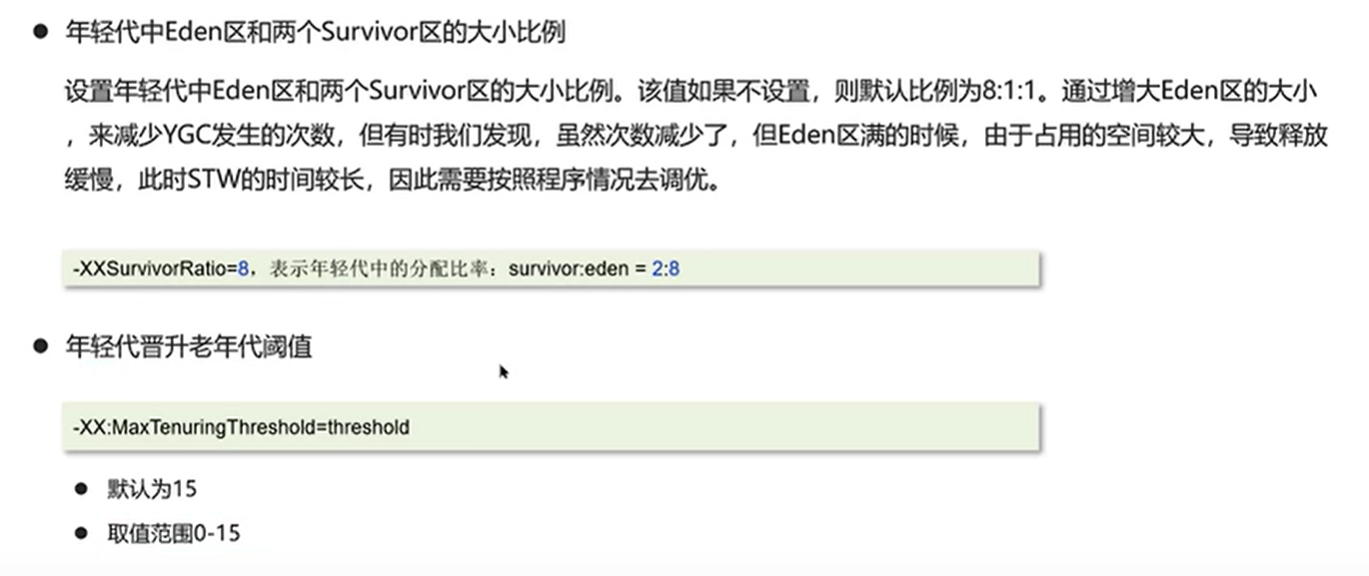 年轻代中Eden区和两个Survivor区的大小比例
设置年轻代中Eden区和两个Survivor区的大小比例。该值如果不设置，则默认比例为8:1:1。通过增大Eden区的大小
，来减少YGC发生的次数，但有时我们发现，虽然次数减少了，但Eden区满的时候，由于占用的空间较大，导致释放
缓慢，此时STW的时间较长，因此需要按照程序情况去调优。
-XXSurvivorRatio=8，表示年轻代中的分配比率：survivor:eden = 2:8
年轻代晋升老年代阈值
-XX:MaxTenuringThreshold=threshold
默认为15
取值范围0-15